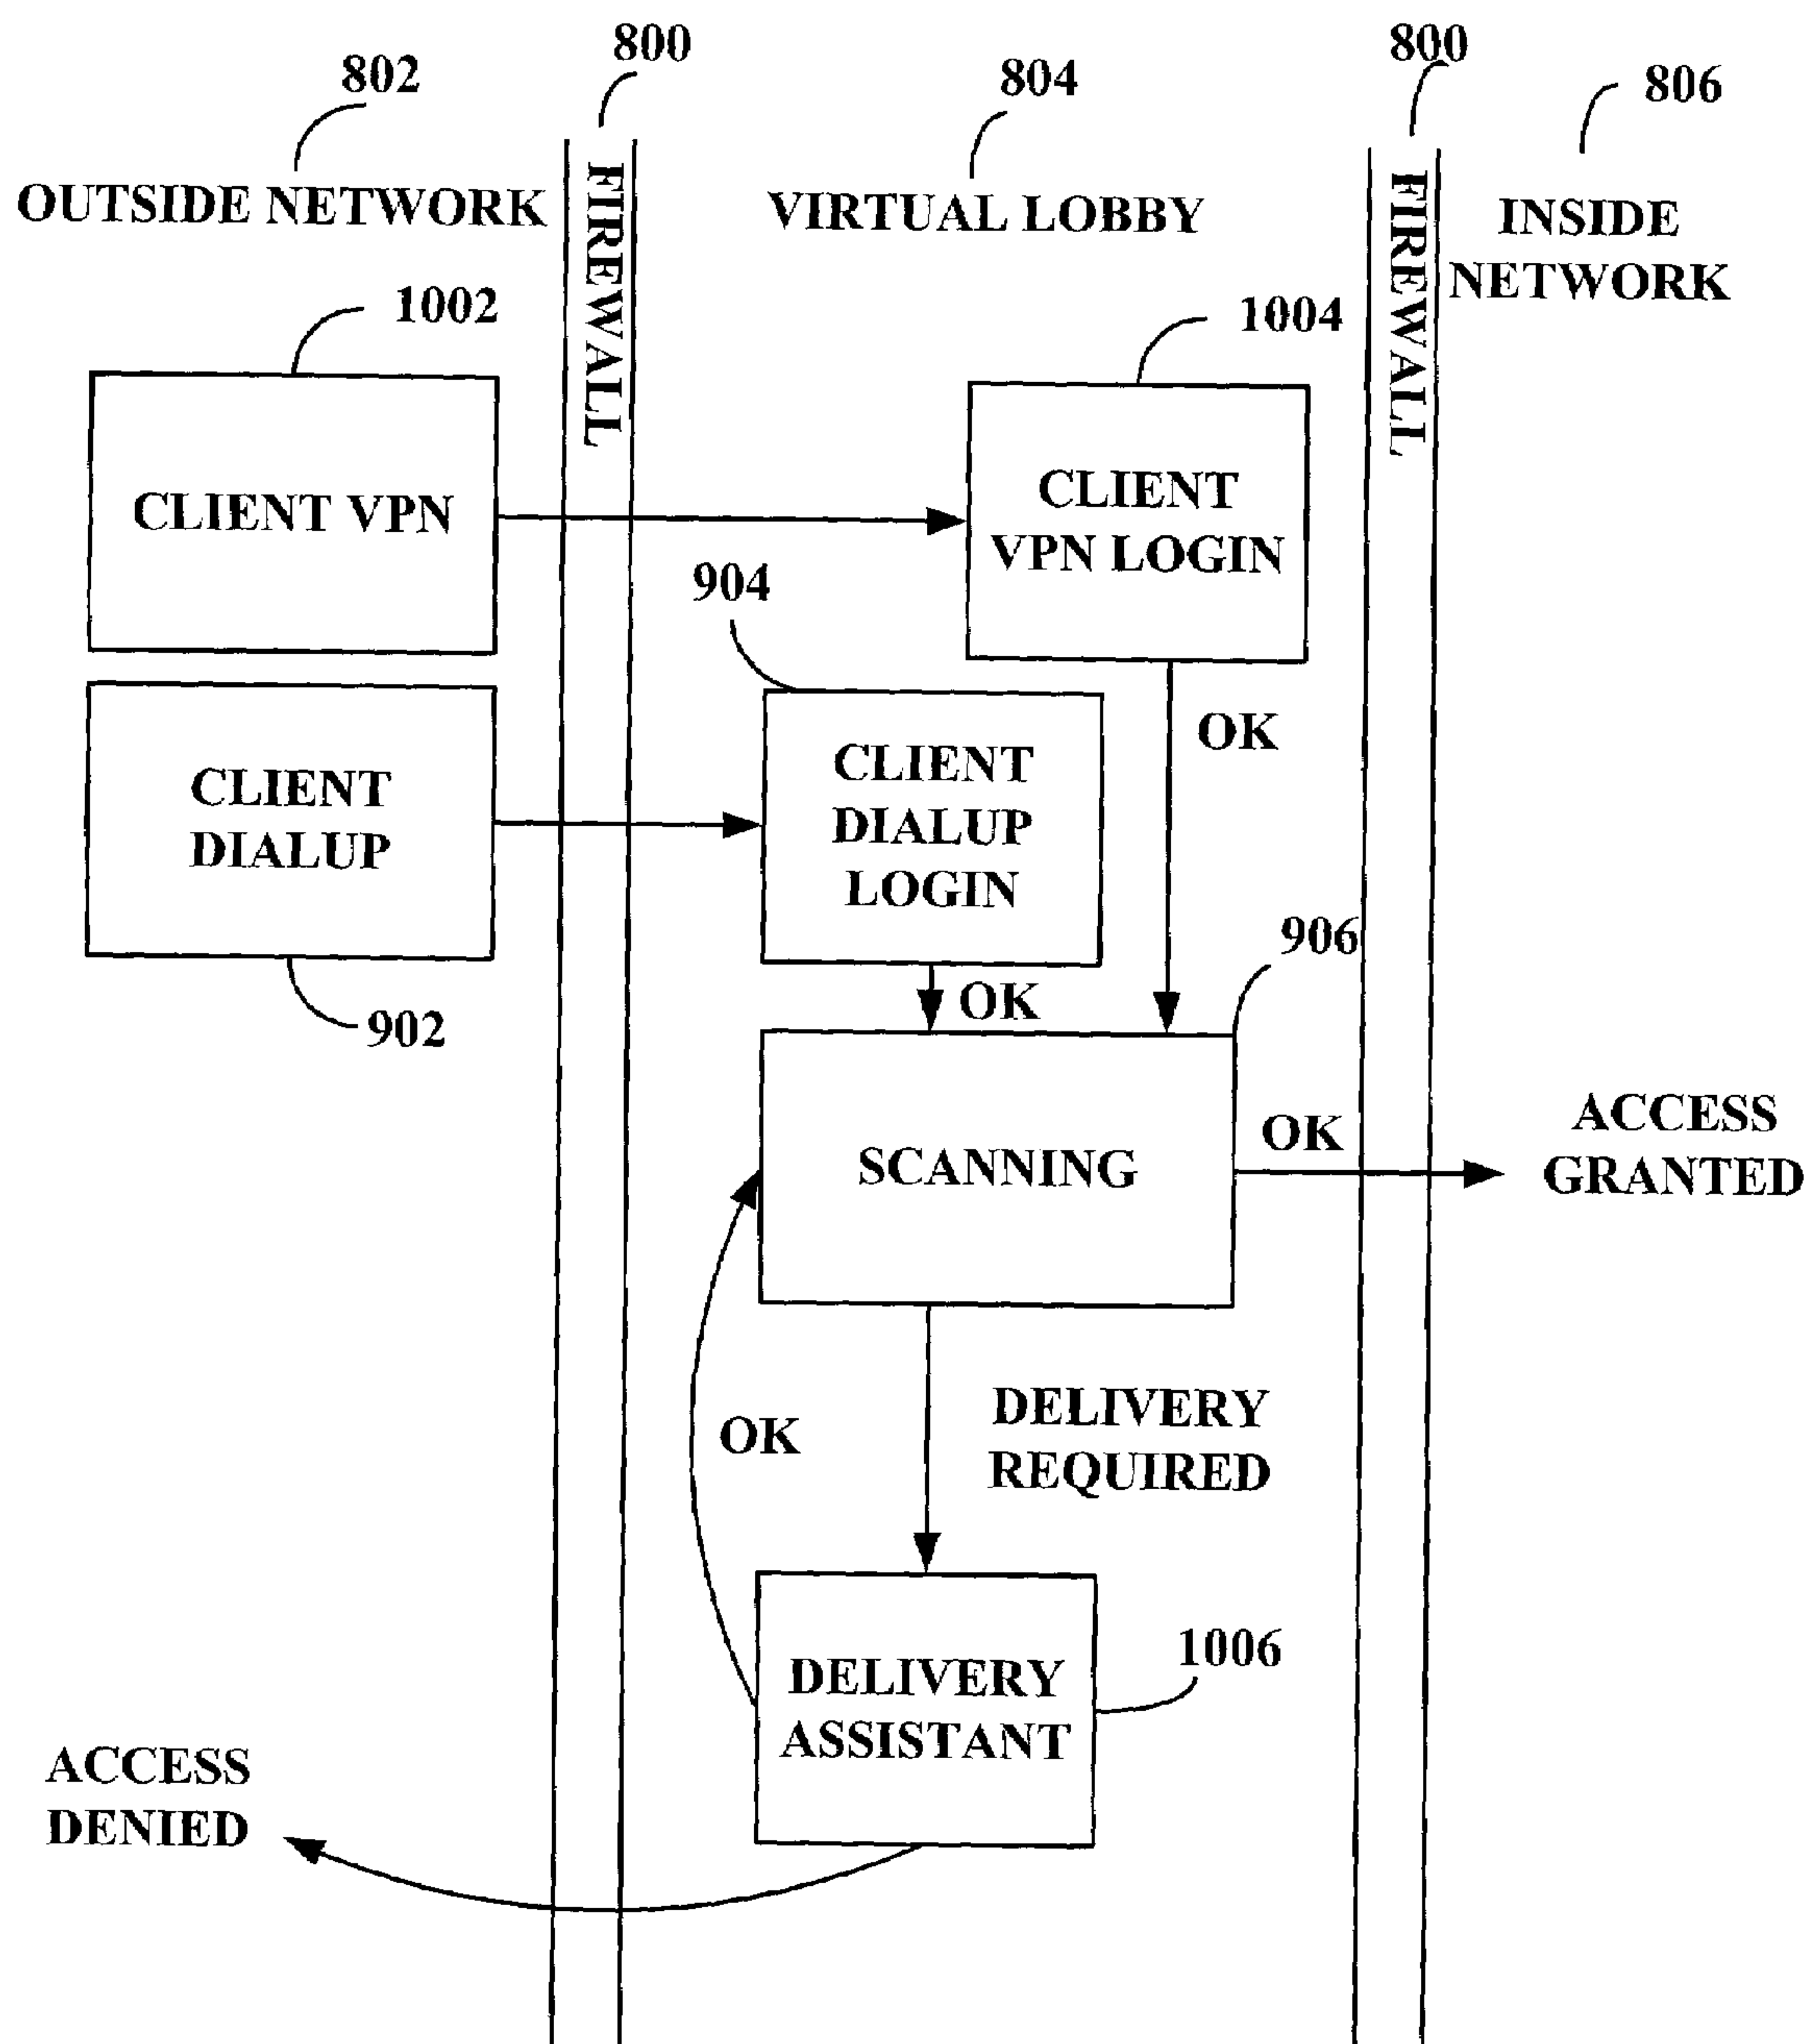 802
800
804
800
806
OUTSIDE NETWORK
FIREWALL
VIRTUAL LOBBY
FIREWALL
INSIDE
NETWORK
1002
1004
CLIENT VPN
CLIENT
VPN LOGIN
904
OK
CLIENT
DIALUP
CLIENT
DIALUP
LOGIN
906
902
OK
SCANNING
OK
ACCESS
GRANTED
OK
DELIVERY
REQUIRED
1006
DELIVERY
ASSISTANT
ACCESS
DENIED